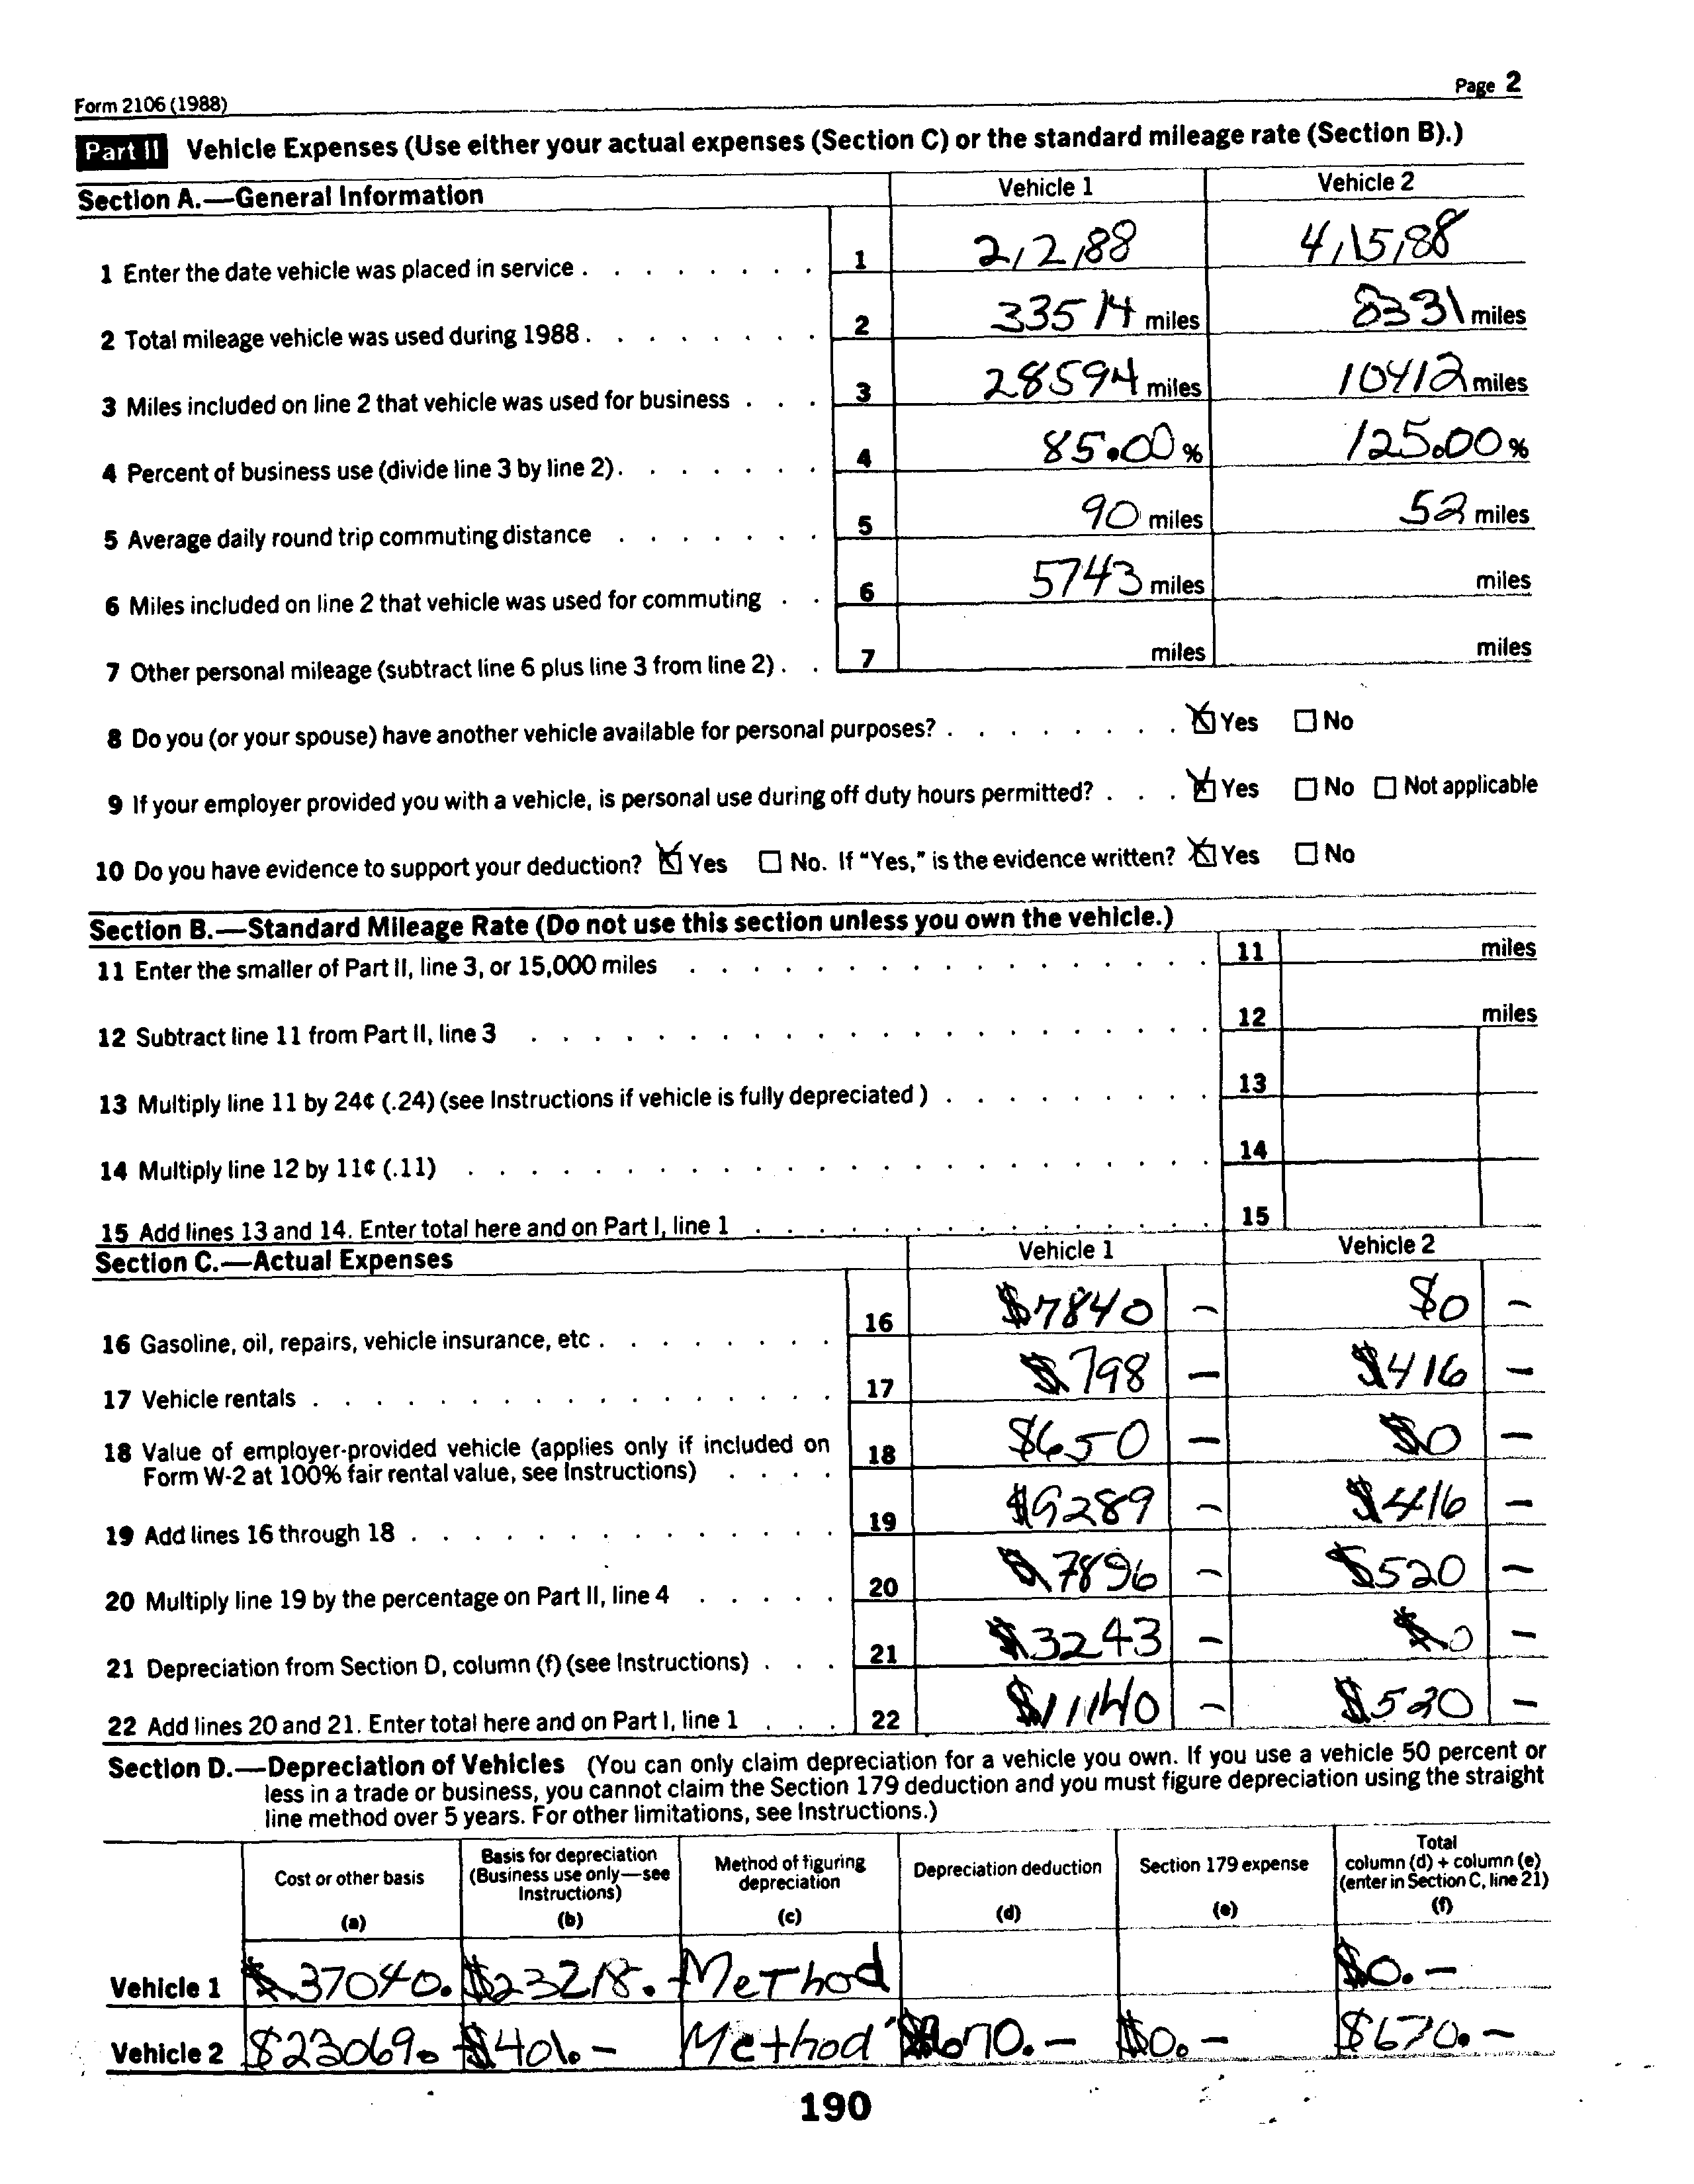 Form 2106 (1988) Page 2
Part II Vehicle Expenses (Use either your actual expenses (Section C) or the standard mileage rate (Section B).)
Section A.—General Information Vehicle 1 Vehicle 2
1 Enter the date vehicle was placed in service . . . . . . . . 1 2/2/88 4/15/88
2 Total mileage vehicle was used during 1988 . . . . . . . . 2 33514 miles 8331 miles
3 Miles included on line 2 that vehicle was used for business . . . 3 28594 miles 10412 miles
4 Percent of business use (divide line 3 by line 2) . . . . . . . 4 85.00 % 125.00 %
5 Average daily round trip commuting distance . . . . . . . 5 90 miles 52 miles
6 Miles included on line 2 that vehicle was used for commuting . . 6 5743 miles miles
7 Other personal mileage (subtract line 6 plus line 3 from line 2) . . 7 miles miles
8 Do you (or your spouse) have another vehicle available for personal purposes? . . . . . . . . Yes No
9 If your employer provided you with a vehicle, is personal use during off duty hours permitted? . . . Yes No Not applicable
10 Do you have evidence to support your deduction? Yes No. If "Yes," is the evidence written? Yes No
Section B.—Standard Mileage Rate (Do not use this section unless you own the vehicle.)
11 Enter the smaller of Part II, line 3, or 15,000 miles . . . . . . . . . . . . . . . . . 11 miles
12 Subtract line 11 from Part II, line 3 . . . . . . . . . . . . . . . . . . . . . . 12 miles
13 Multiply line 11 by 24¢ (.24) (see Instructions if vehicle is fully depreciated ) . . . . . . . . . 13
14 Multiply line 12 by 11¢ (.11) . . . . . . . . . . . . . . . . . . . . . . . . 14
15 Add lines 13 and 14. Enter total here and on Part I, line 1 . . . . . . . . . . . . . . . 15
Section C.—Actual Expenses Vehicle 1 Vehicle 2
16 Gasoline, oil, repairs, vehicle insurance, etc . . . . . . . . 16 $7840 - $0 -
17 Vehicle rentals . . . . . . . . . . . . . . . . . 17 $798 - $416 -
18 Value of employer-provided vehicle (applies only if included on
Form W-2 at 100% fair rental value, see Instructions) . . . . 18 $650 - $0 -
19 Add lines 16 through 18 . . . . . . . . . . . . . . 19 $9289 - $416 -
20 Multiply line 19 by the percentage on Part II, line 4 . . . . . 20 $7896 - $520 -
21 Depreciation from Section D, column (f) (see Instructions) . . . 21 $3243 - $0 -
22 Add lines 20 and 21. Enter total here and on Part I, line 1 . . . 22 $11140 - $520 -
Section D.—Depreciation of Vehicles (You can only claim depreciation for a vehicle you own. If you use a vehicle 50 percent or
less in a trade or business, you cannot claim the Section 179 deduction and you must figure depreciation using the straight
line method over 5 years. For other limitations, see Instructions.)
Cost or other basis (a) Basis for depreciation (Business use only—see Instructions) (b) Method of figuring depreciation (c) Depreciation deduction (d) Section 179 expense (e) Total column (d) + column (e) (enter in Section C, line 21) (f)
Vehicle 1 $37040. $23218. - Method $0. -
Vehicle 2 $23069. $401. - Method $670. - $0. - $670. -
190